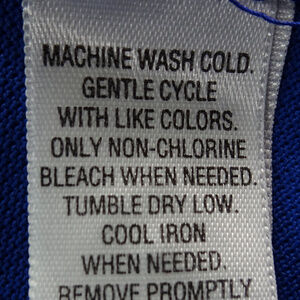 MACHINE WASH COLD.
GENTLE CYCLE
WITH LIKE COLORS.
ONLY NON-CHLORINE
BLEACH WHEN NEEDED.
TUMBLE DRY LOW.
COOL IRON
WHEN NEEDED.
REMOVE PROMPTLY